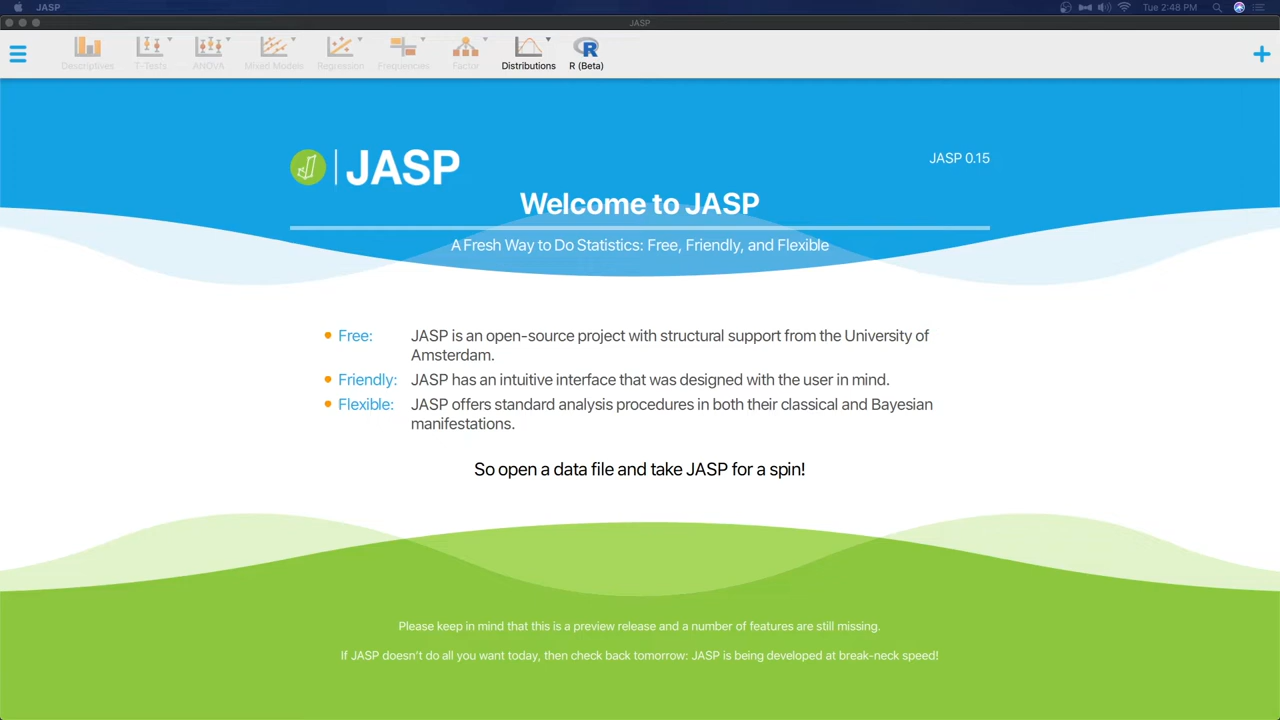 JASP
Tue 2:48 PM
JASP
Descriptives
T-Tests
ANOVA
Mixed Models
Regression
Frequencies
Factor
Distributions
R (Beta)
JASP
JASP 0.15
Welcome to JASP
A Fresh Way to Do Statistics: Free, Friendly, and Flexible
Free: JASP is an open-source project with structural support from the University of
Amsterdam.
Friendly: JASP has an intuitive interface that was designed with the user in mind.
Flexible: JASP offers standard analysis procedures in both their classical and Bayesian
manifestations.
So open a data file and take JASP for a spin!
Please keep in mind that this is a preview release and a number of features are still missing.
If JASP doesn't do all you want today, then check back tomorrow: JASP is being developed at break-neck speed!